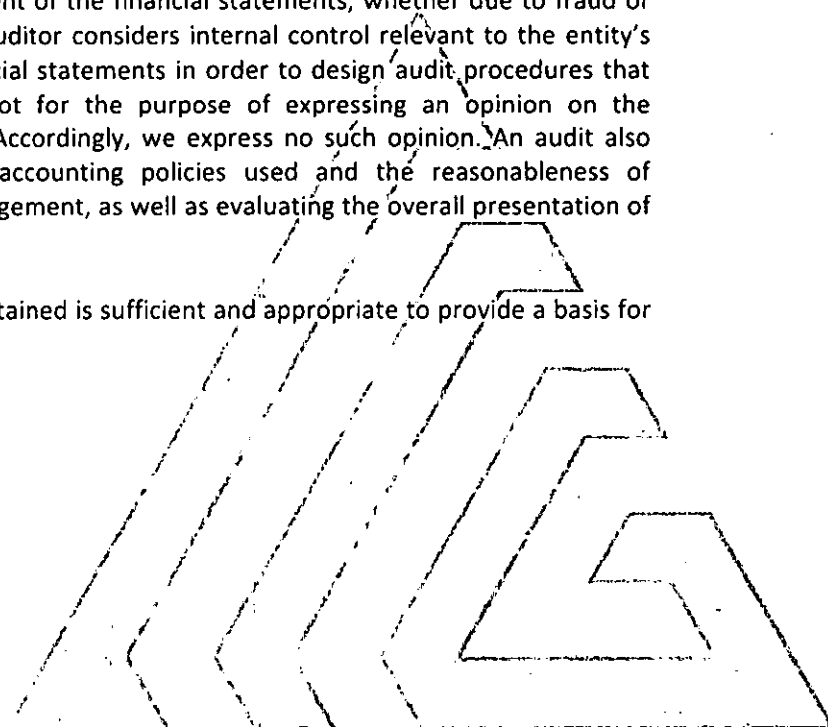 ent of the financial statements, whether due to fraud or
uditor considers internal control relevant to the entity's
cial statements in order to design audit procedures that
ot for the purpose of expressing an opinion on the
Accordingly, we express no such opinion. An audit also
accounting policies used and the reasonableness of
gement, as well as evaluating the overall presentation of
tained is sufficient and appropriate to provide a basis for